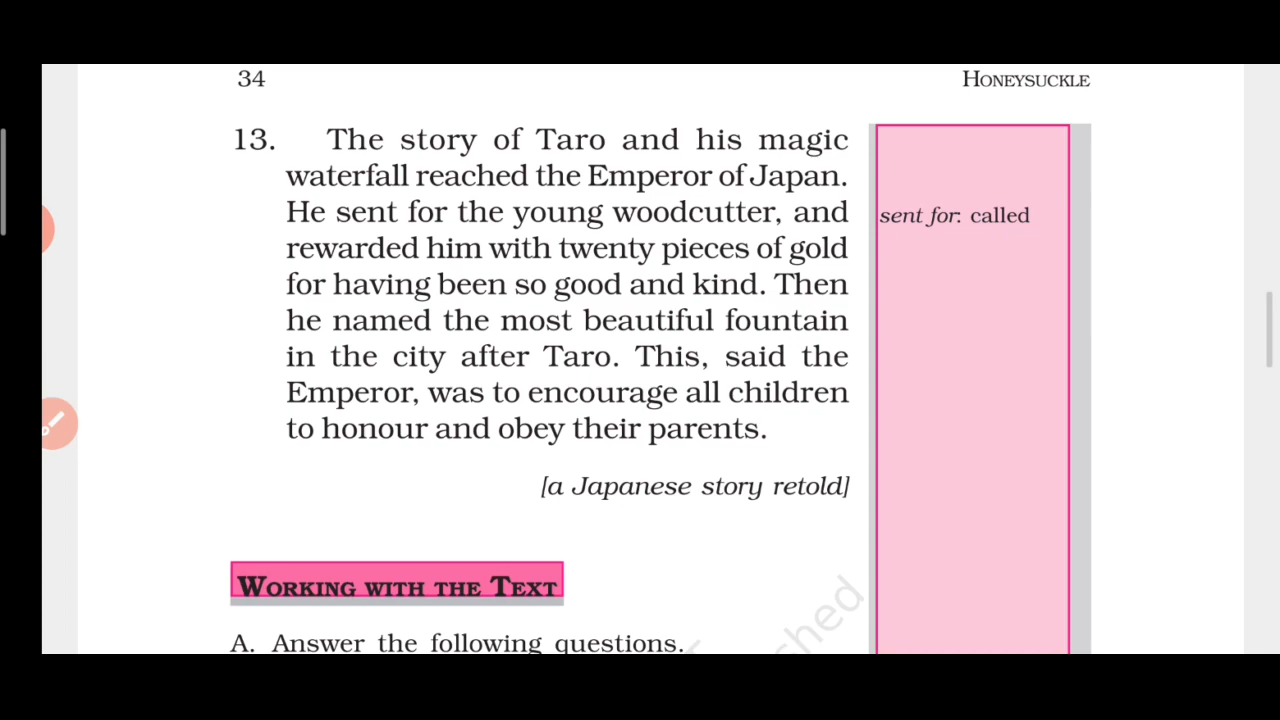 34
HONEYSUCKLE
13. The story of Taro and his magic
waterfall reached the Emperor of Japan.
He sent for the young woodcutter, and
sent for: called
rewarded him with twenty pieces of gold
for having been so good and kind. Then
he named the most beautiful fountain
in the city after Taro. This, said the
Emperor, was to encourage all children
to honour and obey their parents.
[a Japanese story retold]
WORKING WITH THE TEXT
A. Answer the following questions.